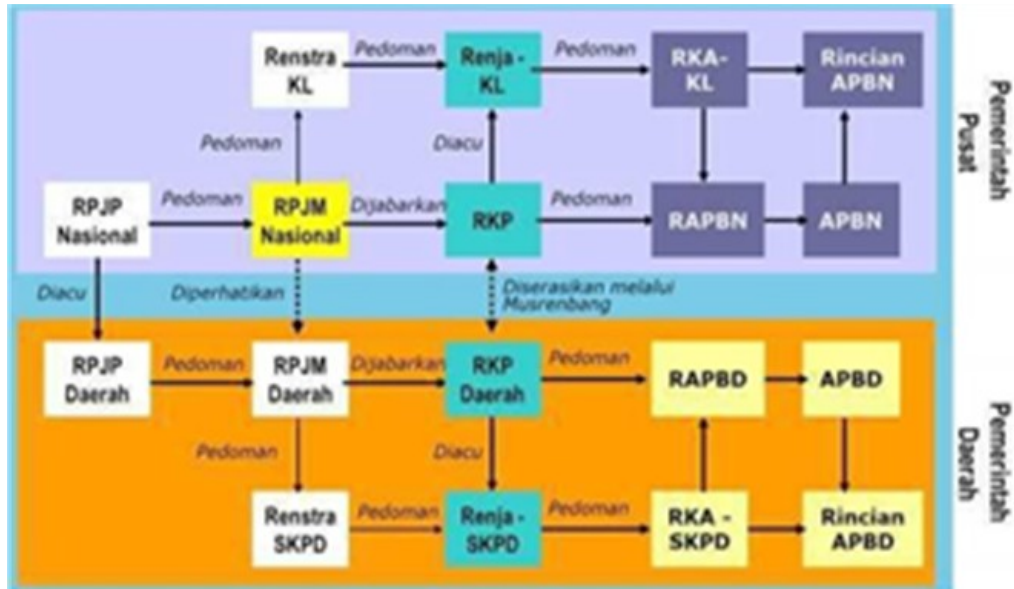 Renstra
KL
Pedoman
Renja -
KL
Pedoman
RKA-
KL
Rincian
APBN
Pemerintah
Pusat
Pedoman
Diacu
RPJP
Nasional
Pedoman
RPJM
Nasional
Dijabarkan
RKP
Pedoman
RAPBN
APBN
Diacu
Diperhatikan
Diserasikan melalui
Musrenbang
RPJP
Daerah
Pedoman
RPJM
Daerah
Dijabarkan
RKP
Daerah
Pedoman
RAPBD
APBD
Pemerintah
Daerah
Pedoman
Diacu
Renstra
SKPD
Pedoman
Renja -
SKPD
Pedoman
RKA –
SKPD
Rincian
APBD